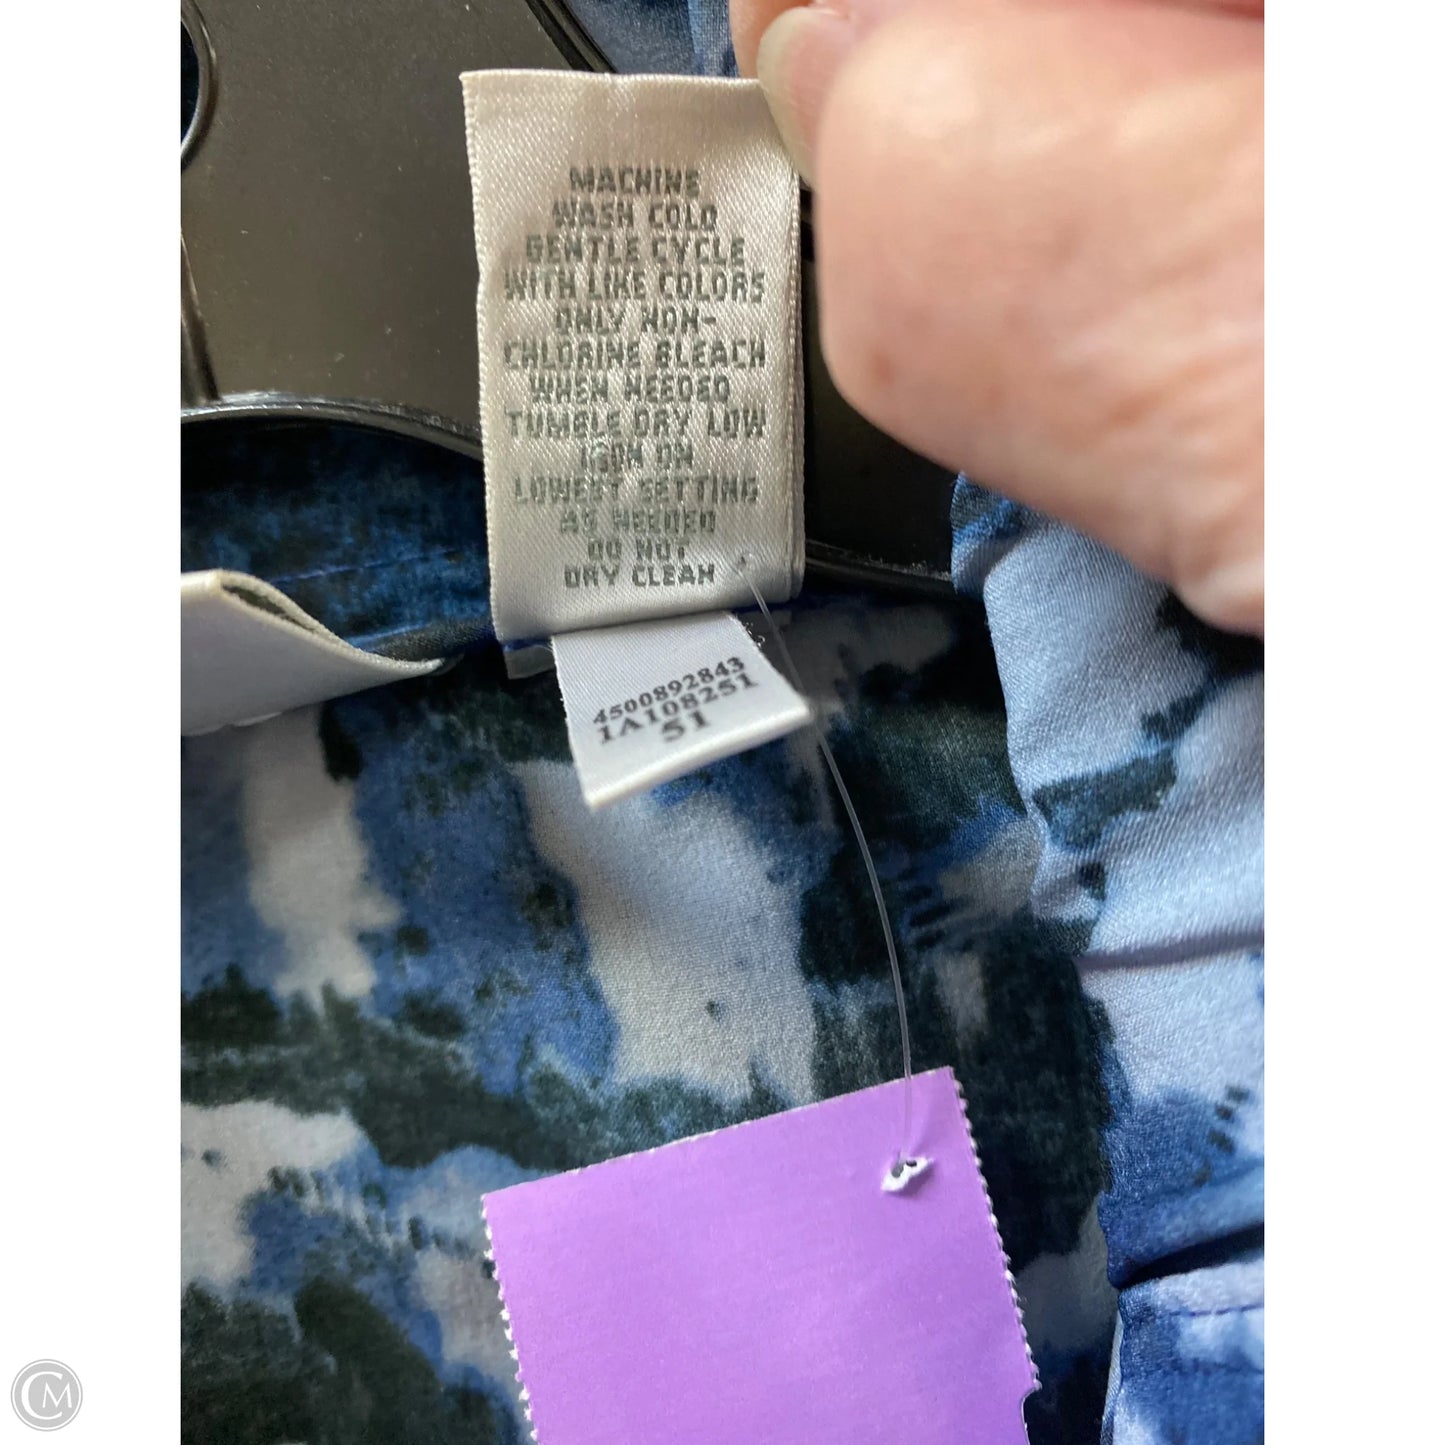 MACHINE
WASH COLD
GENTLE CYCLE
WITH LIKE COLORS
ONLY NON-
CHLORINE BLEACH
WHEN NEEDED
TUMBLE DRY LOW
IRON ON
LOWEST SETTING
AS NEEDED
DO NOT
DRY CLEAN
4500892843
1A108251
51
CM